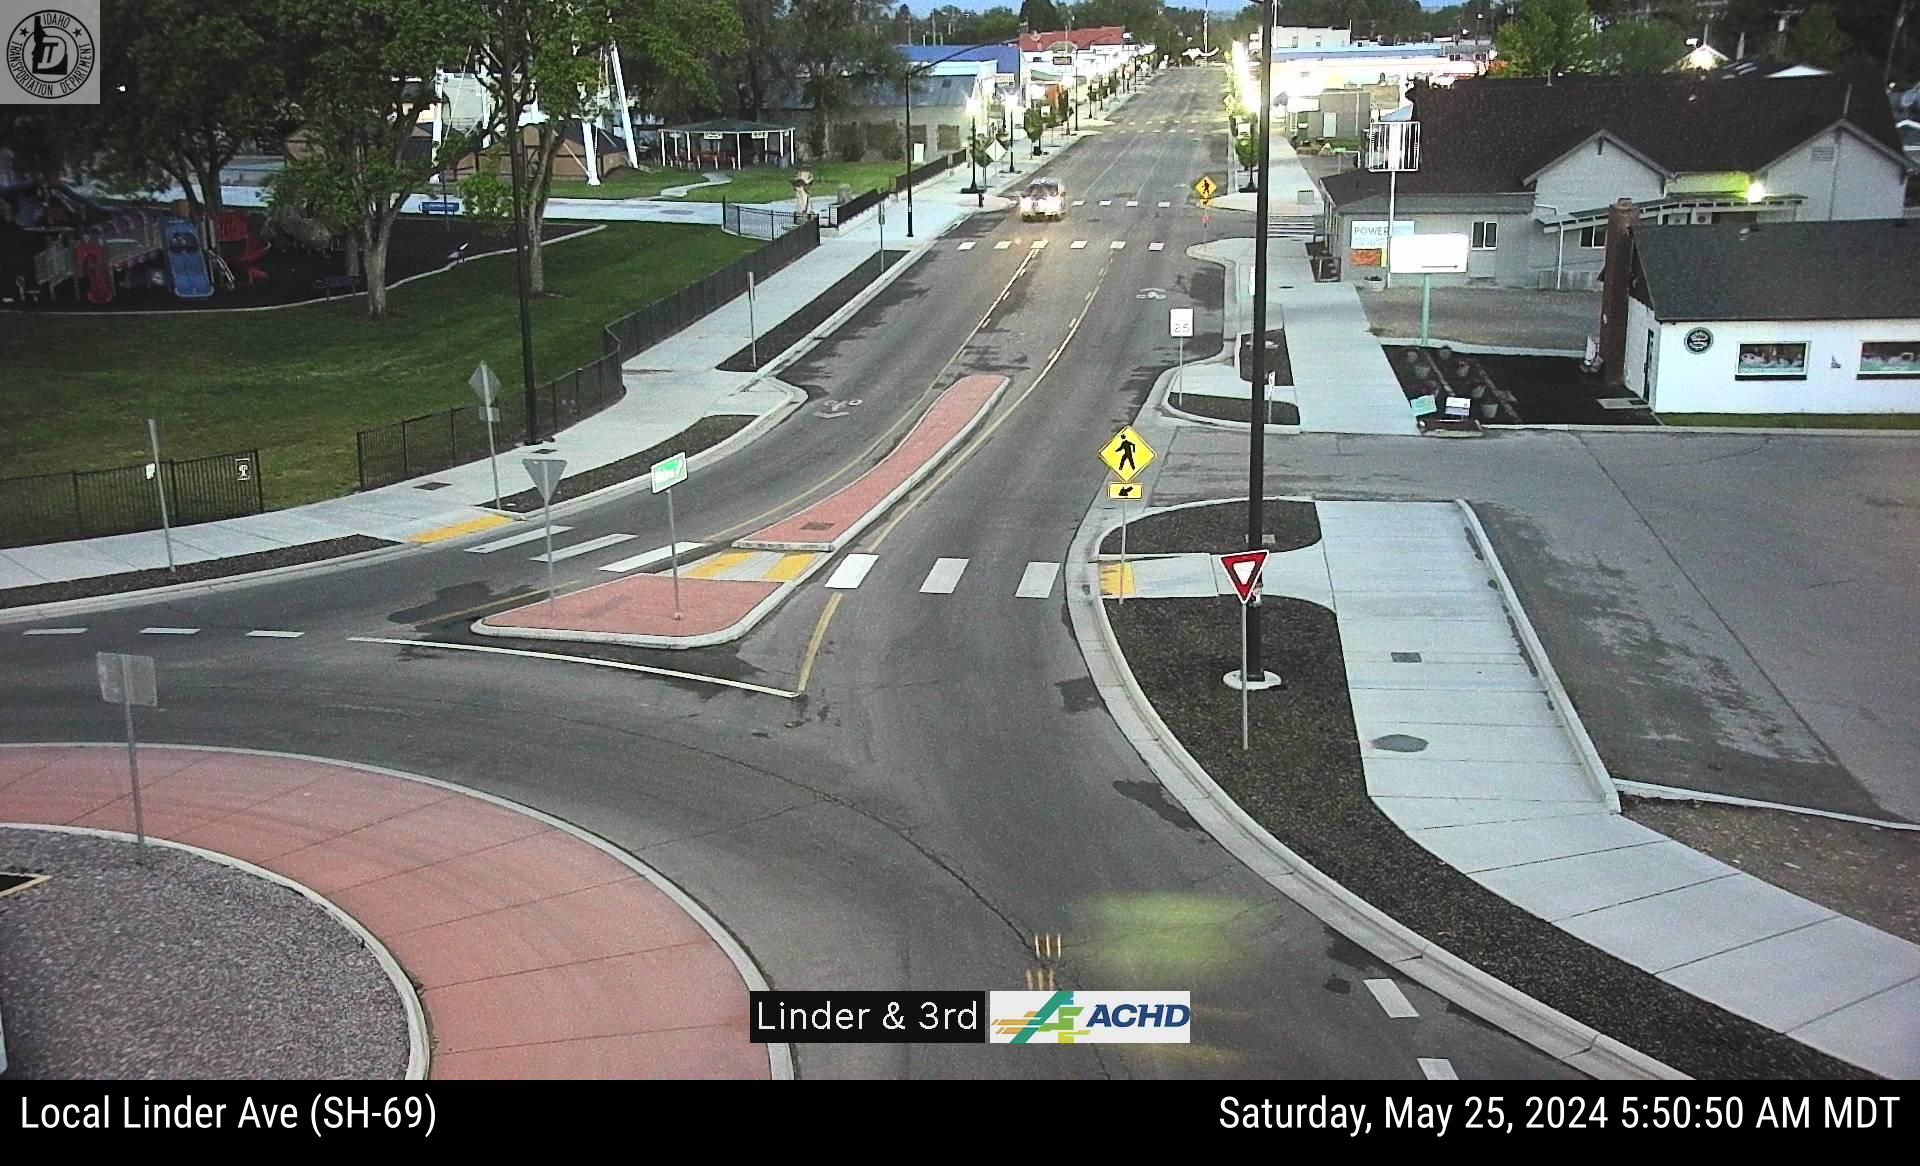 IDAHO
TRANSPORTATION DEPARTMENT
POWER
25
Linder & 3rd
ACHD
Local Linder Ave (SH-69)
Saturday, May 25, 2024 5:50:50 AM MDT